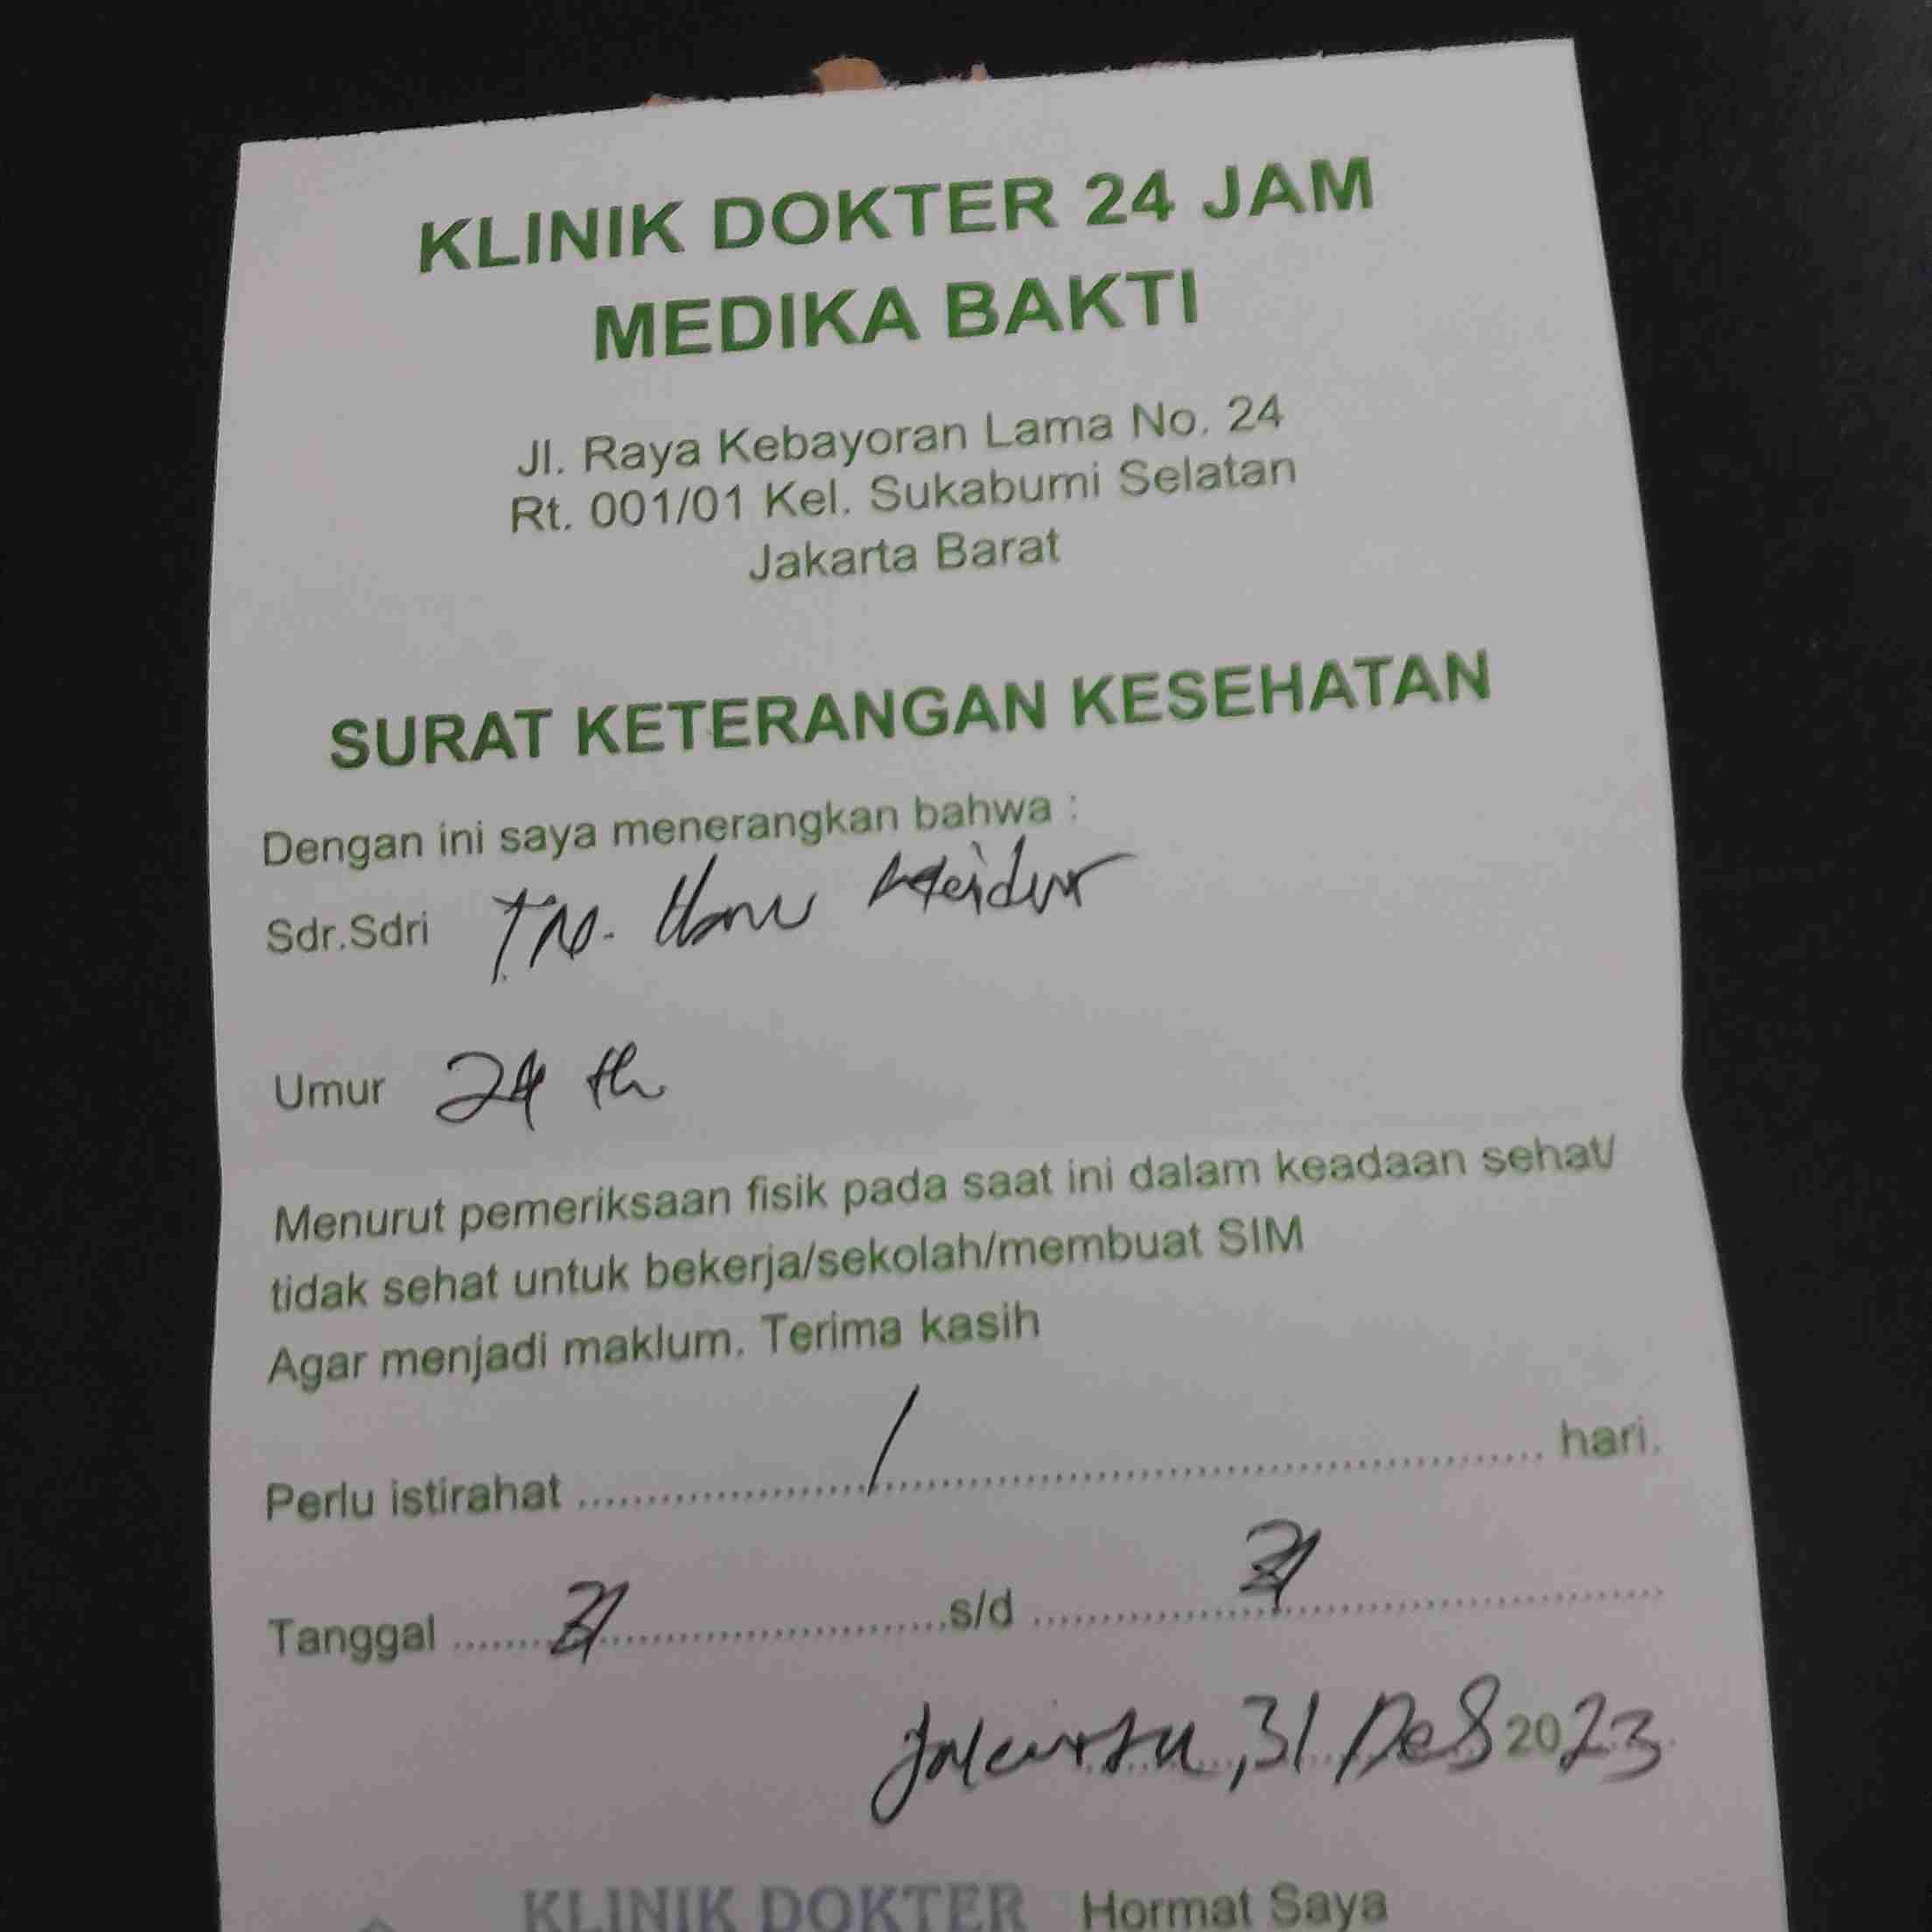 KLINIK DOKTER 24 JAM
MEDIKA BAKTI
Jl. Raya Kebayoran Lama No. 24
Rt. 001/01 Kel. Sukabumi Selatan
Jakarta Barat
SURAT KETERANGAN KESEHATAN
Dengan ini saya menerangkan bahwa :
Sdr.Sdri Tn.
Umur 24 th
Menurut pemeriksaan fisik pada saat ini dalam keadaan sehat/
tidak sehat untuk bekerja/sekolah/membuat SIM
Agar menjadi maklum. Terima kasih
Perlu istirahat ........ 1 ........ hari.
Tanggal ........ s/d ........
Jakarta, 31 Des 2023
KLINIK DOKTER Hormat Saya